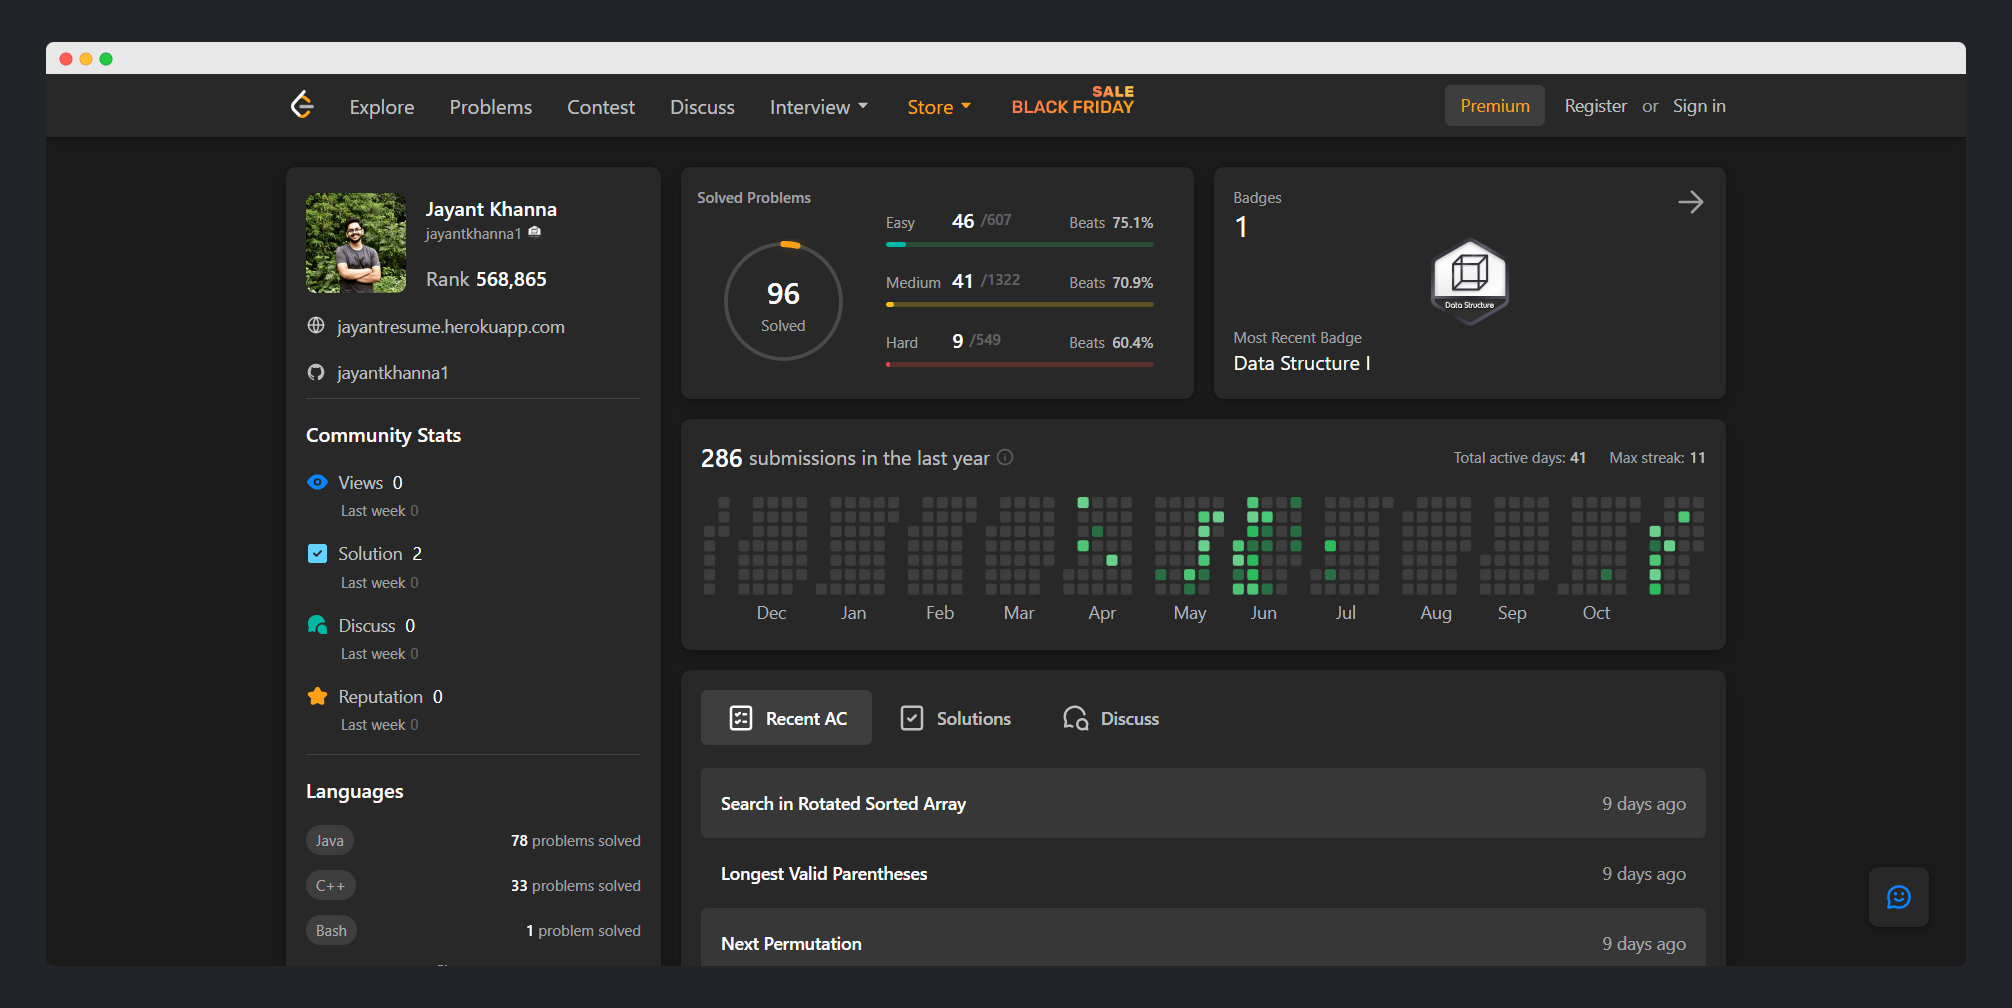 Explore Problems Contest Discuss Interview Store SALE BLACK FRIDAY Premium Register or Sign in
Jayant Khanna
jayantkhanna1
Rank 568,865
jayantresume.herokuapp.com
jayantkhanna1
Community Stats
Views 0
Last week 0
Solution 2
Last week 0
Discuss 0
Last week 0
Reputation 0
Last week 0
Languages
Java 78 problems solved
C++ 33 problems solved
Bash 1 problem solved
Solved Problems
96
Solved
Easy 46 /607 Beats 75.1%
Medium 41 /1322 Beats 70.9%
Hard 9 /549 Beats 60.4%
Badges
1
Data Structure
Most Recent Badge
Data Structure I
286 submissions in the last year Total active days: 41 Max streak: 11
Dec Jan Feb Mar Apr May Jun Jul Aug Sep Oct
Recent AC Solutions Discuss
Search in Rotated Sorted Array 9 days ago
Longest Valid Parentheses 9 days ago
Next Permutation 9 days ago